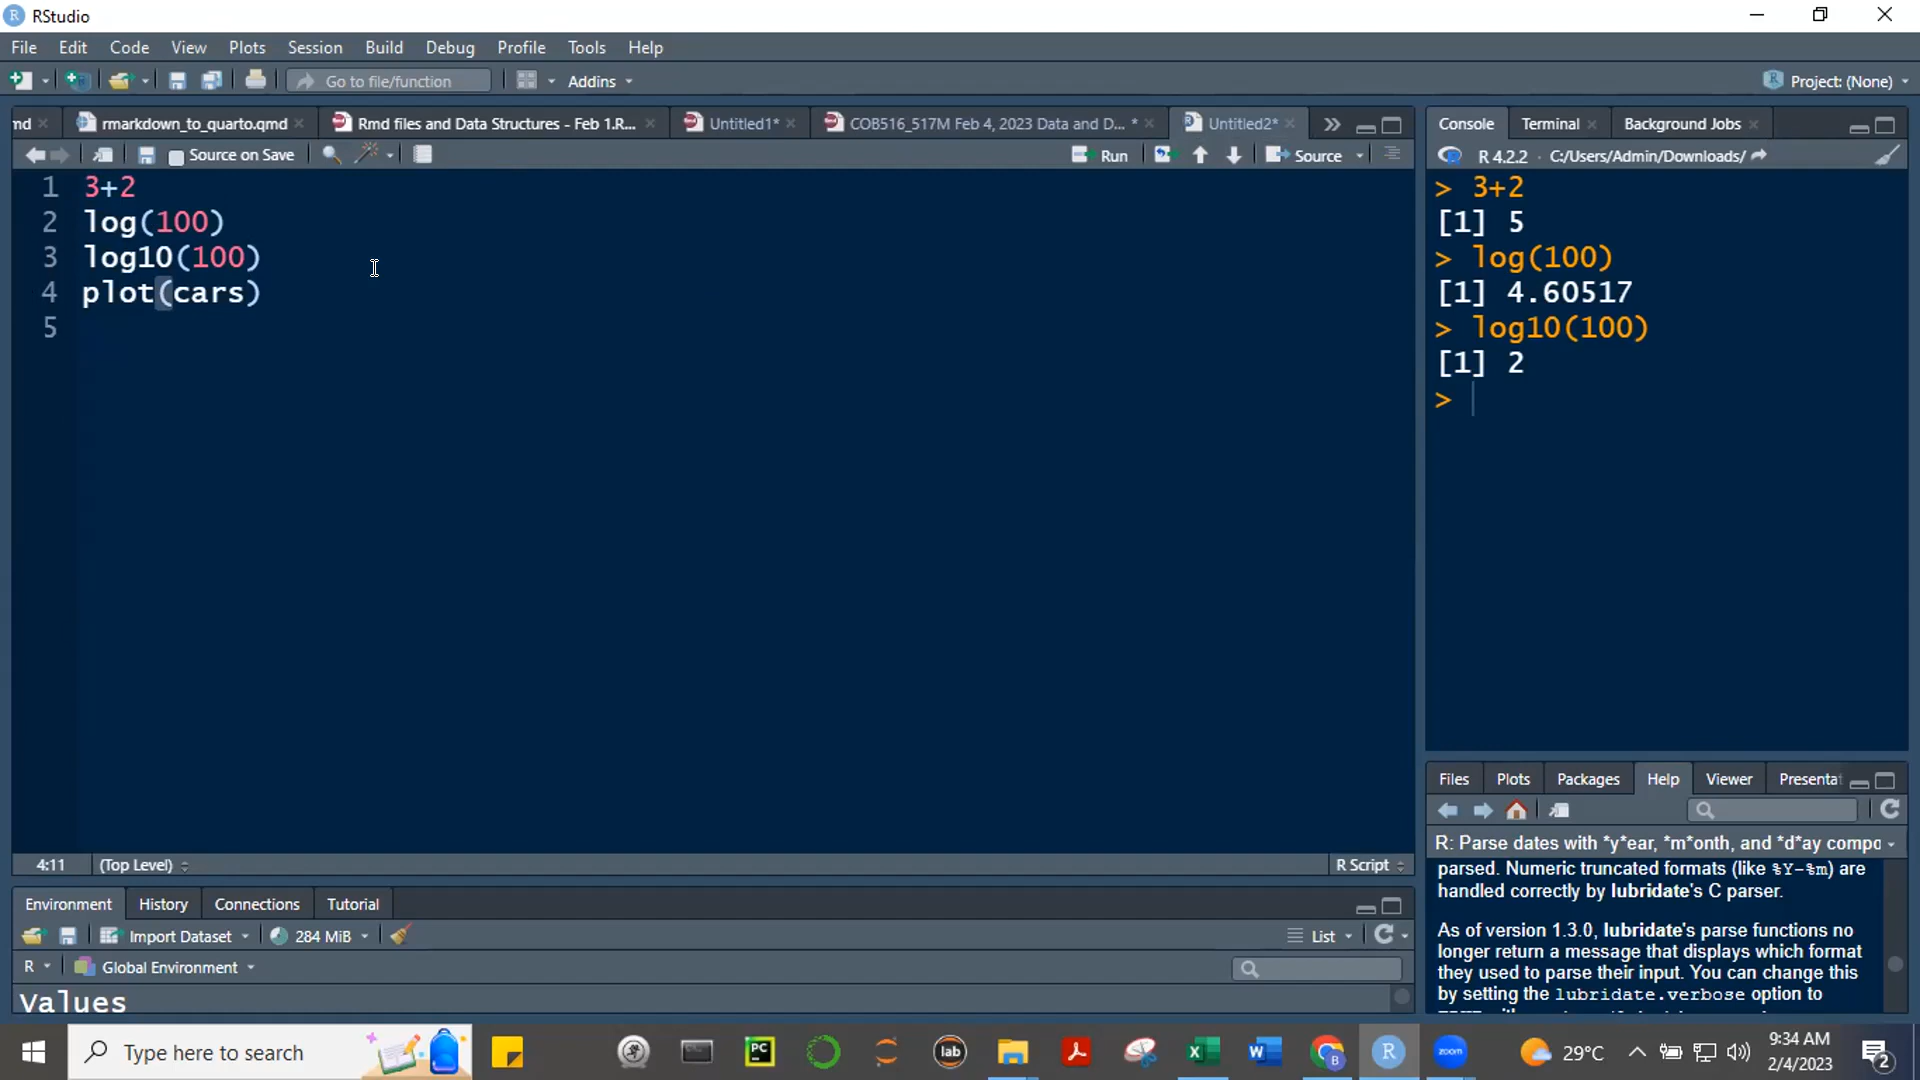 RStudio
File Edit Code View Plots Session Build Debug Profile Tools Help
Go to file/function Addins Project: (None)
md rmarkdown_to_quarto.qmd Rmd files and Data Structures - Feb 1.R... Untitled1* COB516_517M Feb 4, 2023 Data and D... * Untitled2*
Source on Save Run Source
1 3+2
2 log(100)
3 log10(100)
4 plot(cars)
5
4:11 (Top Level) R Script
Console Terminal Background Jobs
R 4.2.2 · C:/Users/Admin/Downloads/
> 3+2
[1] 5
> log(100)
[1] 4.60517
> log10(100)
[1] 2
>
Environment History Connections Tutorial
Import Dataset 284 MiB List
R Global Environment
Values
Files Plots Packages Help Viewer Presentat
R: Parse dates with *y*ear, *m*onth, and *d*ay compo
parsed. Numeric truncated formats (like %Y-%m) are
handled correctly by lubridate's C parser.
As of version 1.3.0, lubridate's parse functions no
longer return a message that displays which format
they used to parse their input. You can change this
by setting the lubridate.verbose option to
Type here to search PC lab zoom 29°C 9:34 AM
2/4/2023 2